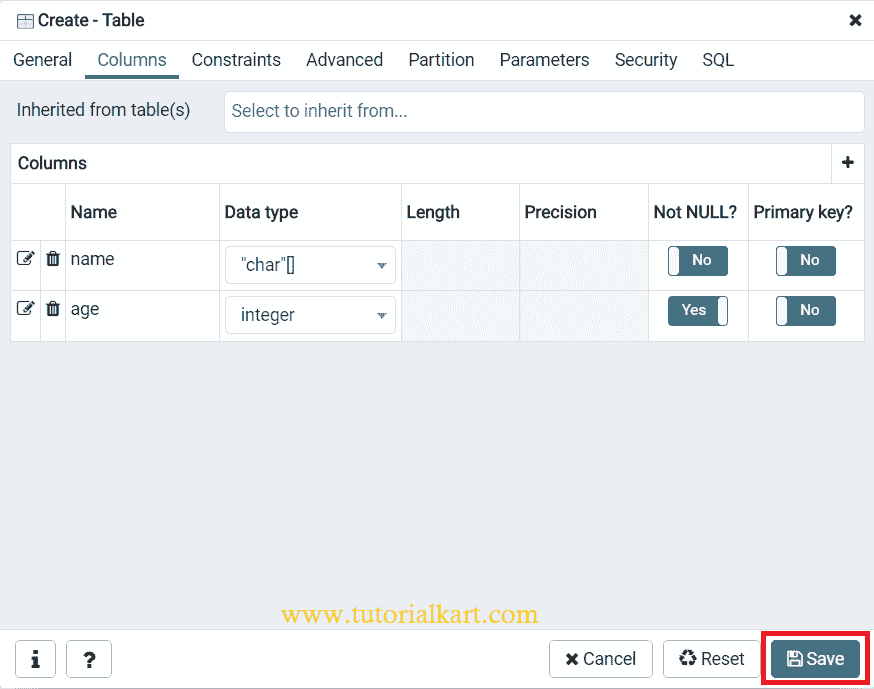 Create - Table
General Columns Constraints Advanced Partition Parameters Security SQL
Inherited from table(s) Select to inherit from...
Columns
Name Data type Length Precision Not NULL? Primary key?
name "char"[] No No
age integer Yes No
www.tutorialkart.com
i ? Cancel Reset Save